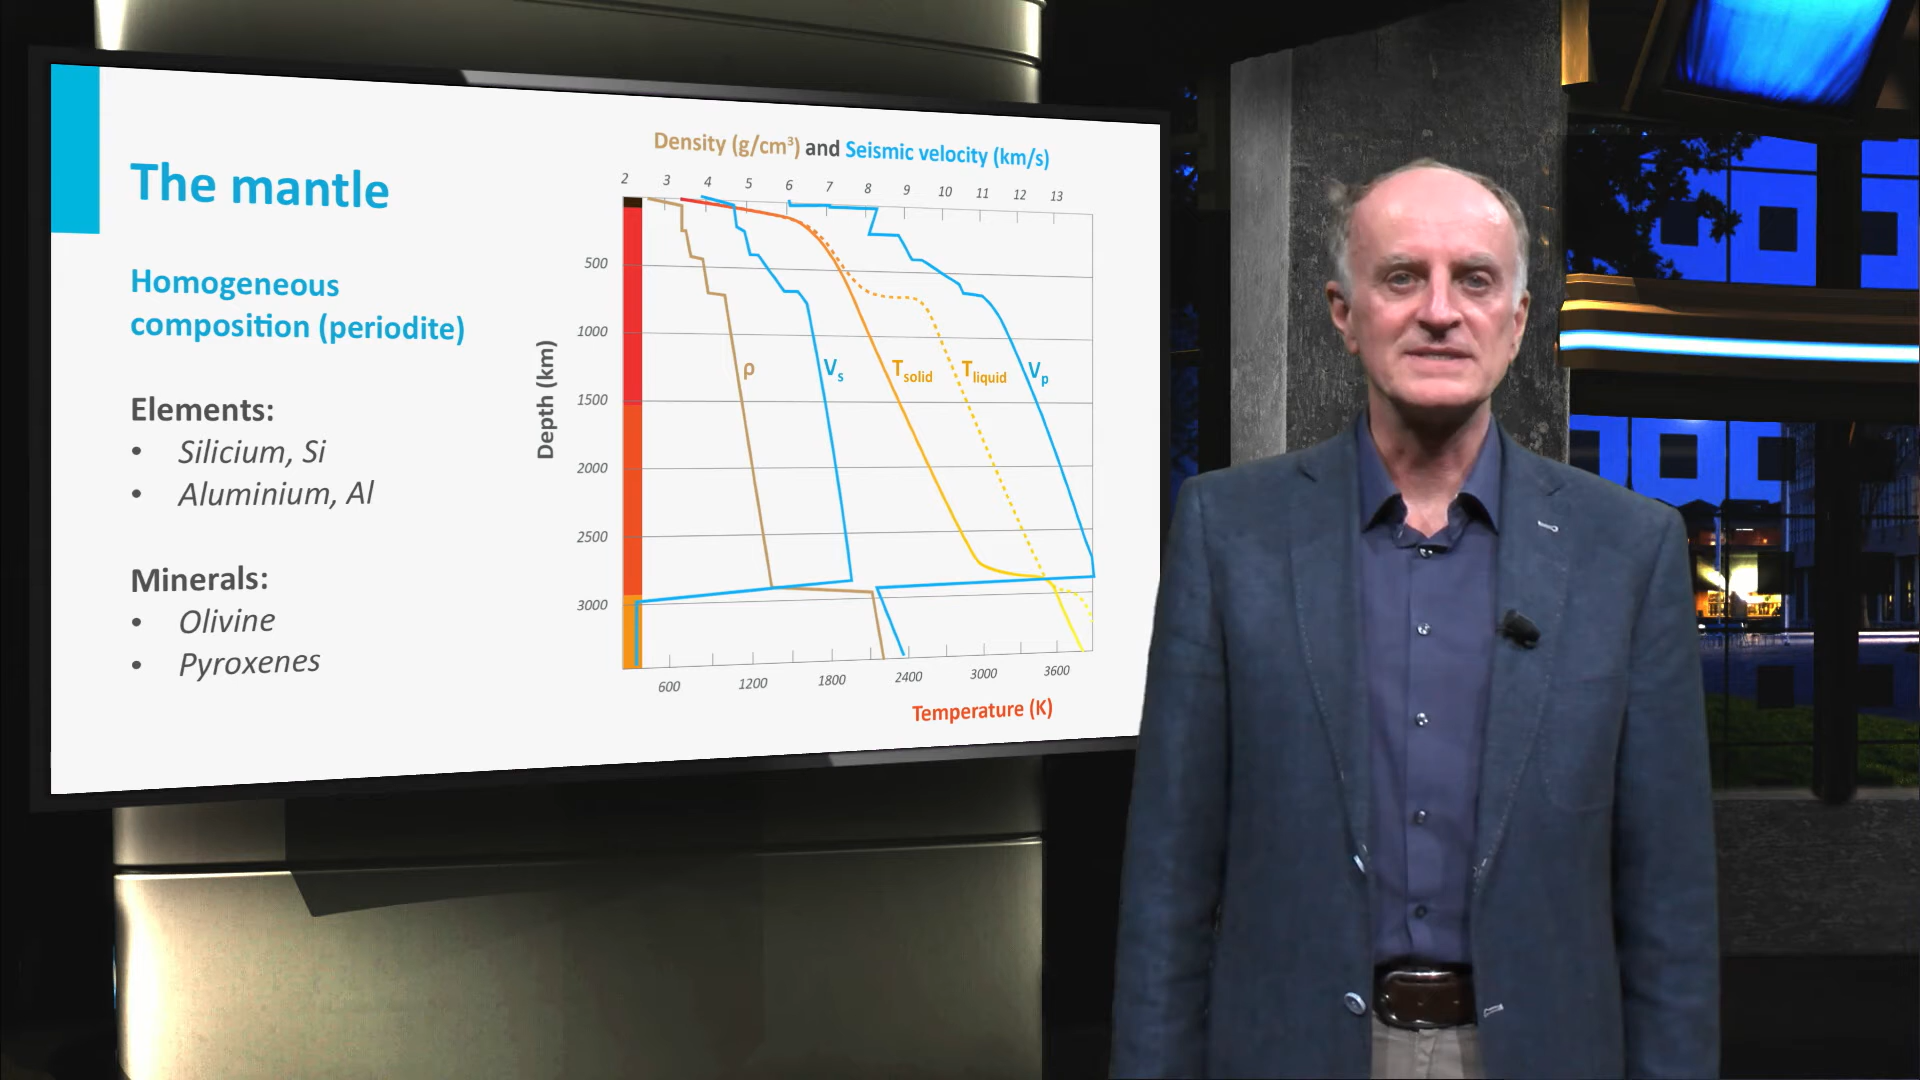 The mantle
Homogeneous
composition (periodite)
Elements:
• Silicium, Si
• Aluminium, Al
Minerals:
• Olivine
• Pyroxenes
Density (g/cm³) and Seismic velocity (km/s)
2 3 4 5 6 7 8 9 10 11 12 13
Depth (km)
500
1000
1500
2000
2500
3000
ρ Vs Tsolid Tliquid Vp
600 1200 1800 2400 3000 3600
Temperature (K)